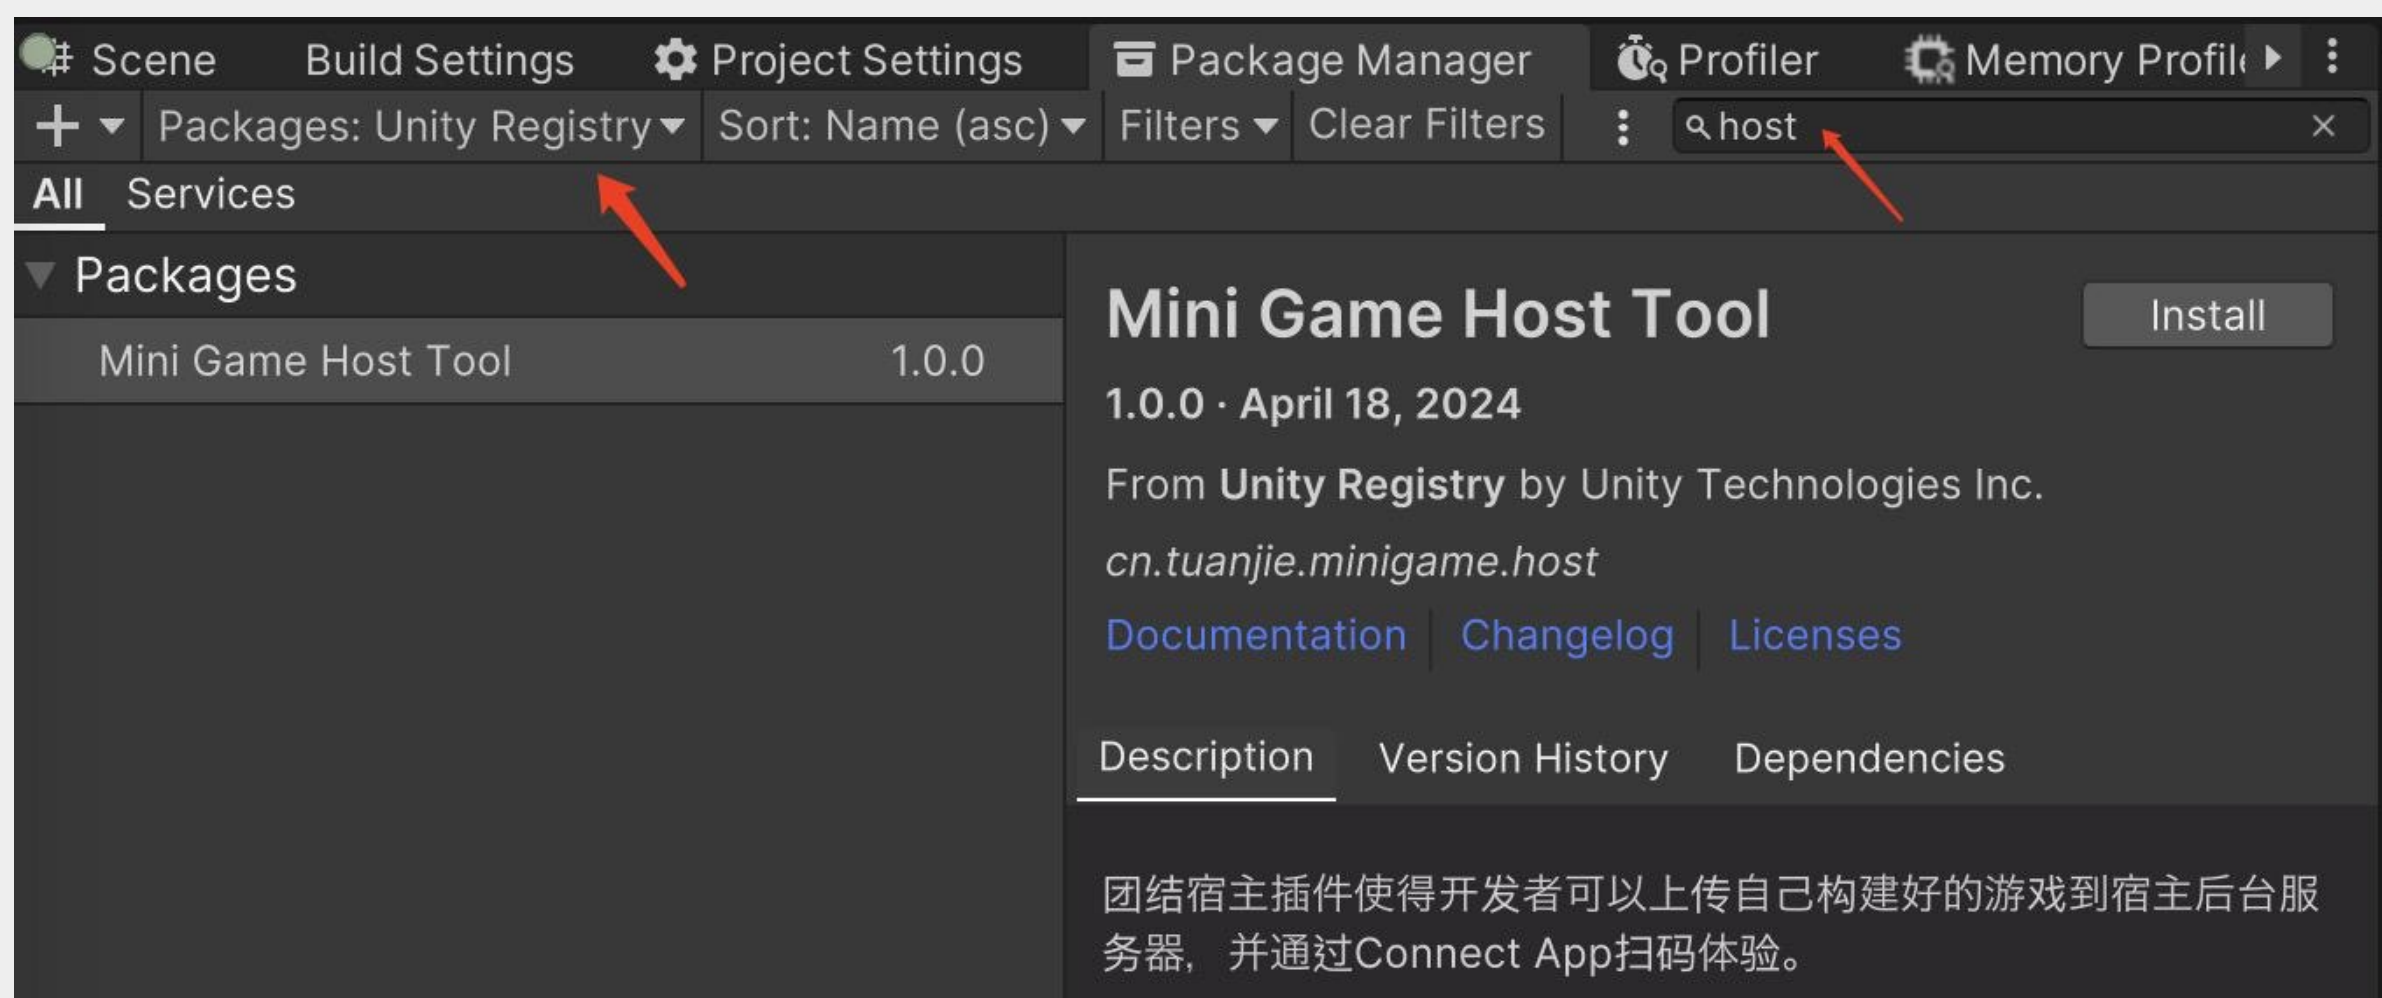 Scene Build Settings Project Settings Package Manager Profiler Memory Profil
Packages: Unity Registry Sort: Name (asc) Filters Clear Filters host
All Services
Packages
Mini Game Host Tool 1.0.0
Mini Game Host Tool Install
1.0.0 · April 18, 2024
From Unity Registry by Unity Technologies Inc.
cn.tuanjie.minigame.host
Documentation Changelog Licenses
Description Version History Dependencies
团结宿主插件使得开发者可以上传自己构建好的游戏到宿主后台服
务器，并通过Connect App扫码体验。